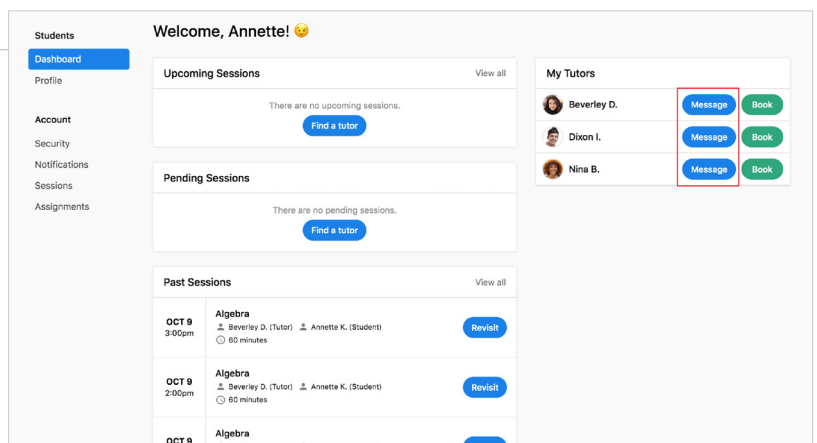 Students
Dashboard
Profile
Account
Security
Notifications
Sessions
Assignments
Welcome, Annette! 😉
Upcoming Sessions View all
There are no upcoming sessions.
Find a tutor
Pending Sessions
There are no pending sessions.
Find a tutor
Past Sessions View all
OCT 9
3:00pm
Algebra
Beverley D. (Tutor) Annette K. (Student)
60 minutes
Revisit
OCT 9
2:00pm
Algebra
Beverley D. (Tutor) Annette K. (Student)
60 minutes
Revisit
OCT 9
Algebra
My Tutors
Beverley D. Message Book
Dixon I. Message Book
Nina B. Message Book